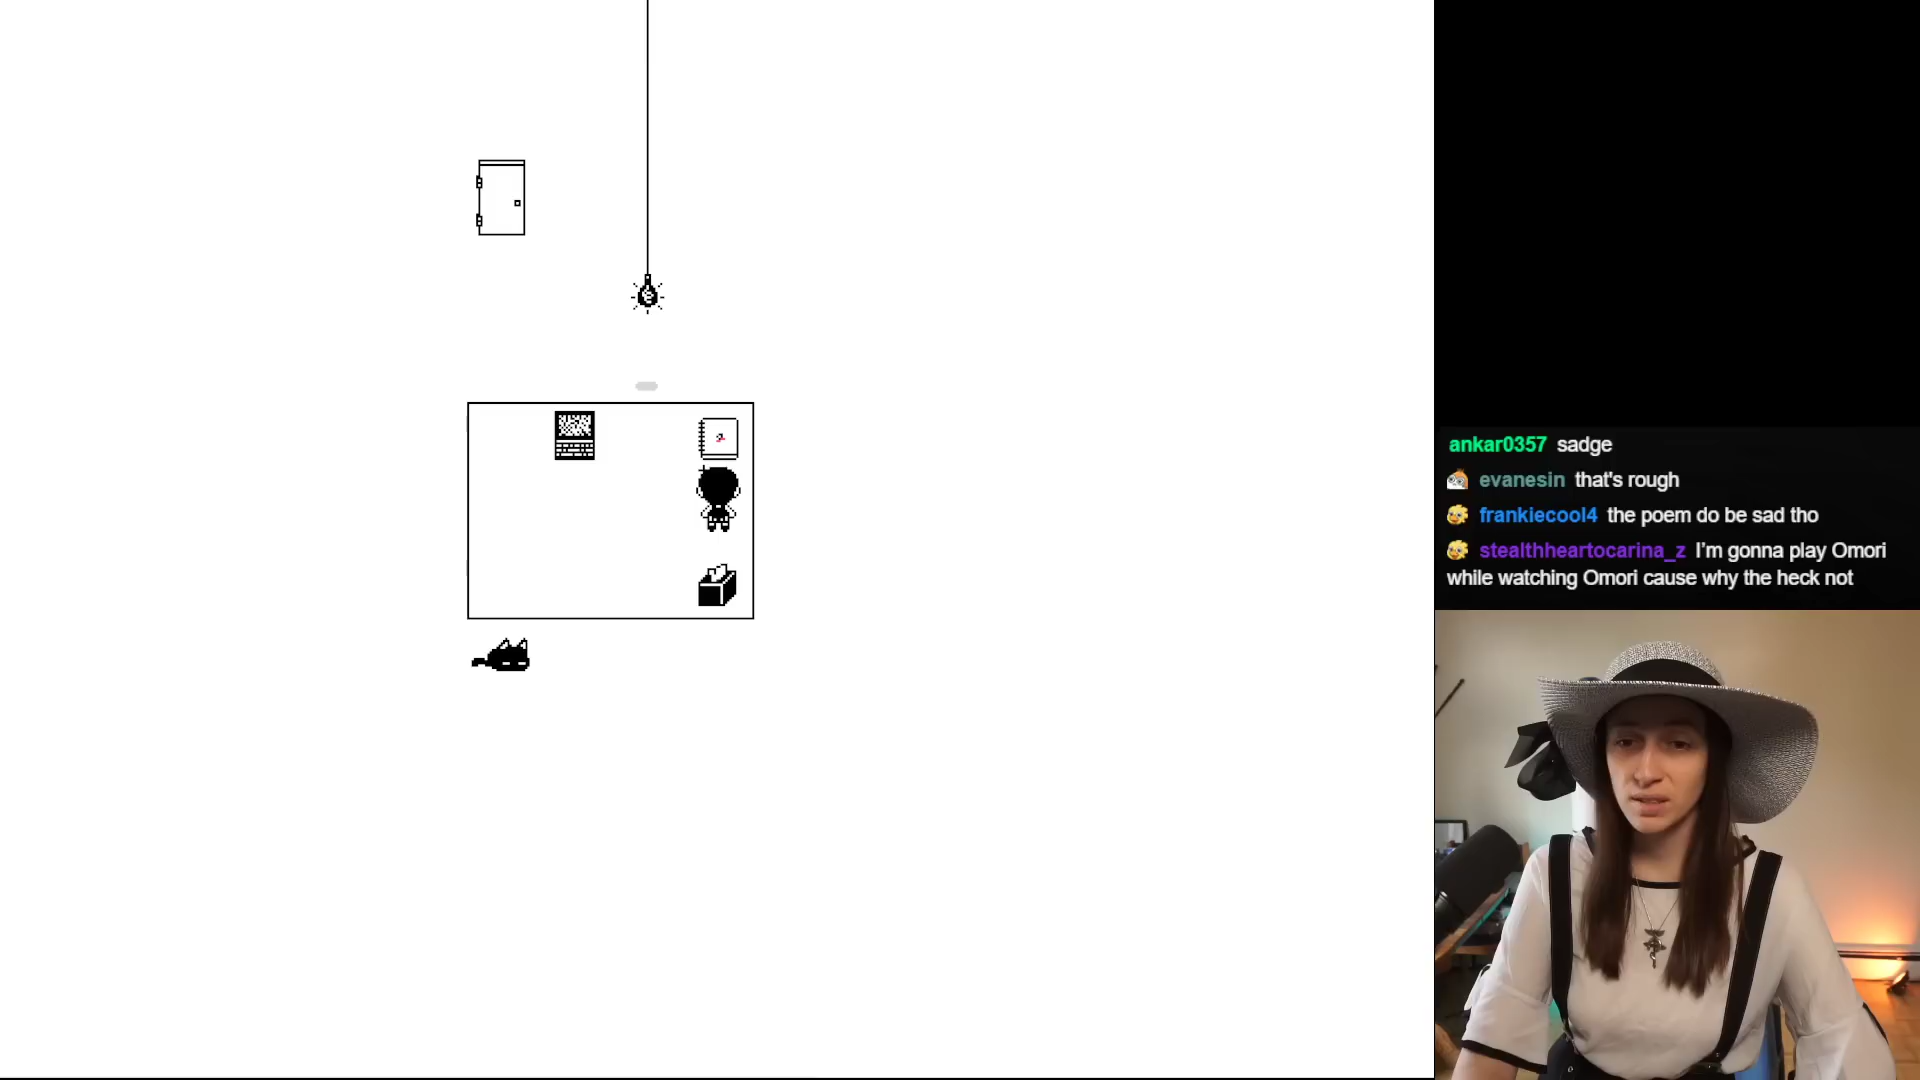 ankar0357 sadge
evanesin that's rough
frankiecool4 the poem do be sad tho
stealthheartocarina_z I'm gonna play Omori
while watching Omori cause why the heck not